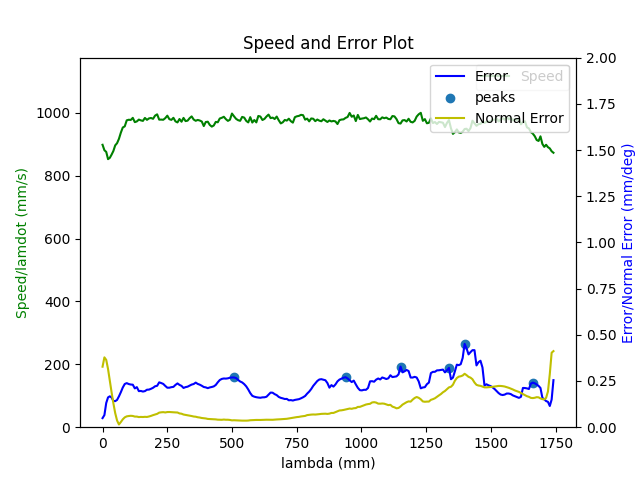 Speed and Error Plot
Error
Speed
peaks
Normal Error
1000
800
600
400
200
0
Speed/lamdot (mm/s)
2.00
1.75
1.50
1.25
1.00
0.75
0.50
0.25
0.00
Error/Normal Error (mm/deg)
0 250 500 750 1000 1250 1500 1750
lambda (mm)